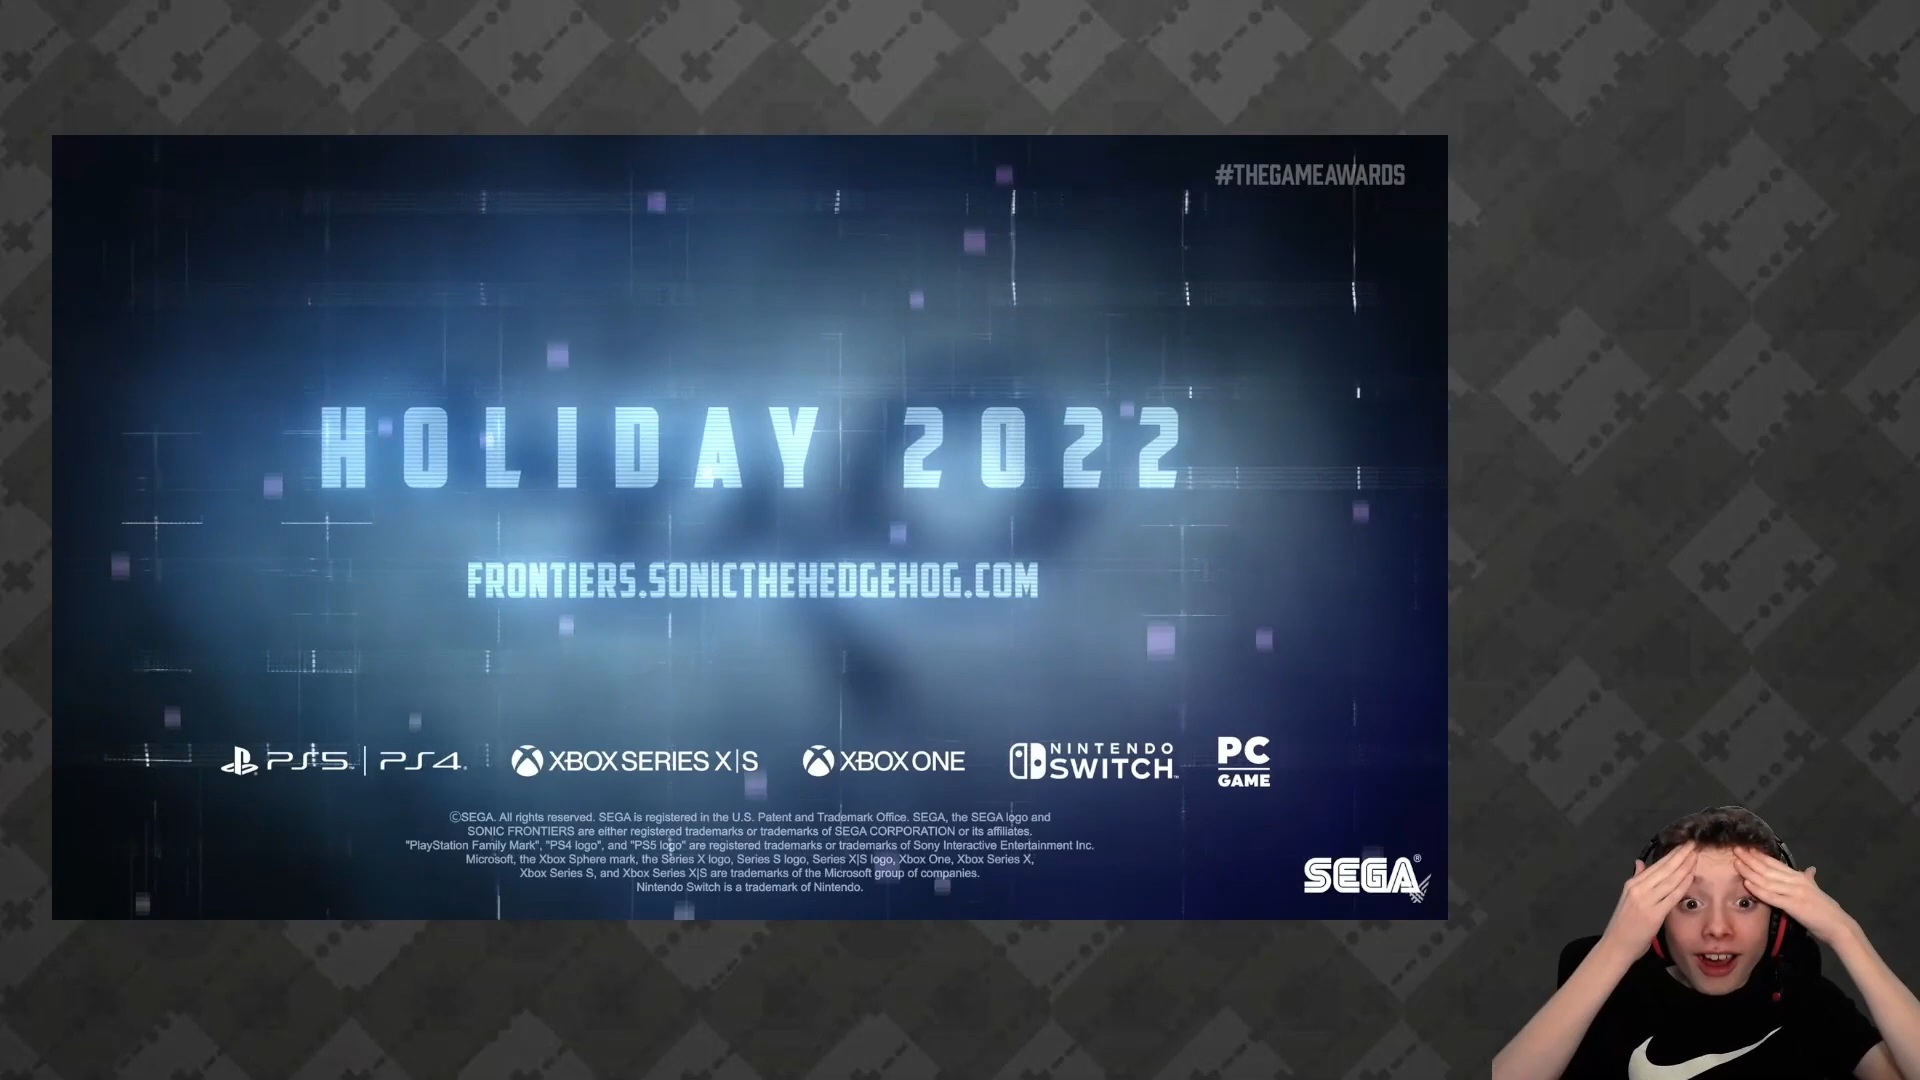 #THEGAMEAWARDS
HOLIDAY 2022
FRONTIERS.SONICTHEHEDGEHOG.COM
PS5 | PS4
XBOX SERIES X|S
XBOX ONE
NINTENDO
SWITCH™
PC
GAME
©SEGA. All rights reserved. SEGA is registered in the U.S. Patent and Trademark Office. SEGA, the SEGA logo and
SONIC FRONTIERS are either registered trademarks or trademarks of SEGA CORPORATION or its affiliates.
"PlayStation Family Mark", "PS4 logo", and "PS5 logo" are registered trademarks or trademarks of Sony Interactive Entertainment Inc.
Microsoft, the Xbox Sphere mark, the Series X logo, Series S logo, Series X|S logo, Xbox One, Xbox Series X,
Xbox Series S, and Xbox Series X|S are trademarks of the Microsoft group of companies.
Nintendo Switch is a trademark of Nintendo.
SEGA®